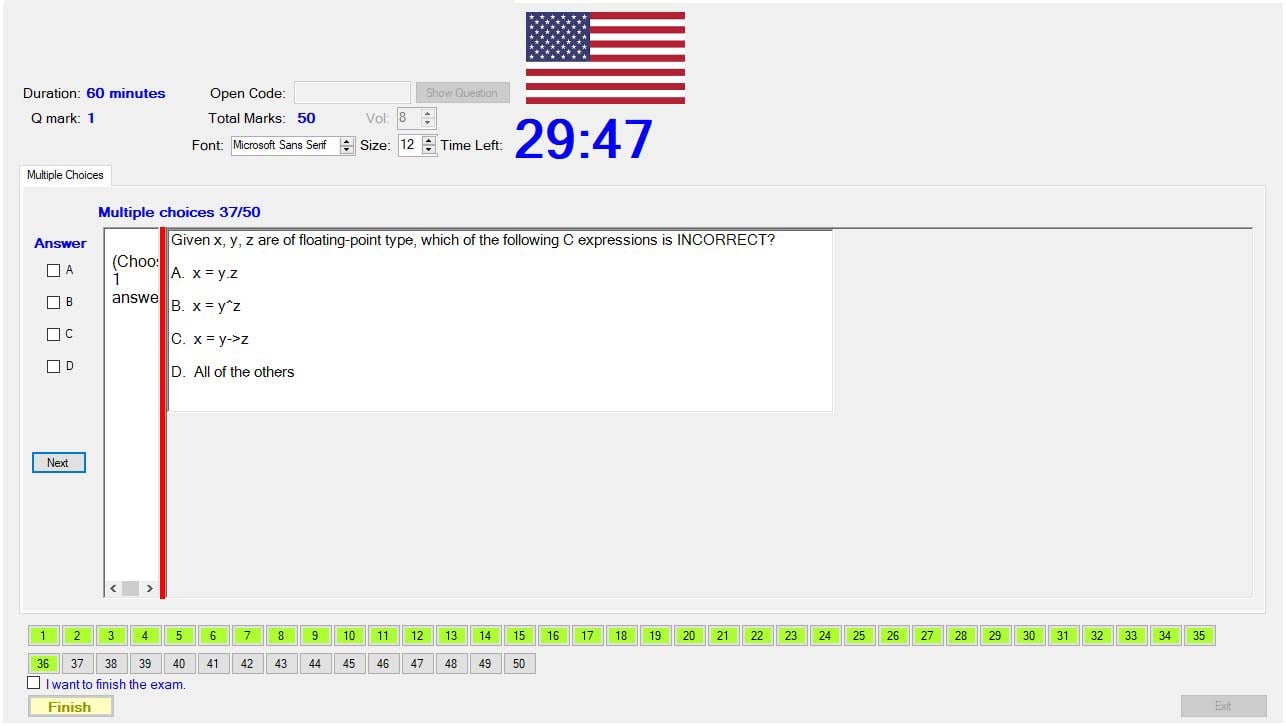 Duration: 60 minutes
Open Code:
Show Question
Q mark: 1
Total Marks: 50
Vol: 8
Font: Microsoft Sans Serif
Size: 12
Time Left: 29:47
Multiple Choices
Multiple choices 37/50
Answer
A
B
C
D
Next
(Choos
1
answe
Given x, y, z are of floating-point type, which of the following C expressions is INCORRECT?
A. x = y.z
B. x = y^z
C. x = y->z
D. All of the others
1 2 3 4 5 6 7 8 9 10 11 12 13 14 15 16 17 18 19 20 21 22 23 24 25 26 27 28 29 30 31 32 33 34 35
36 37 38 39 40 41 42 43 44 45 46 47 48 49 50
I want to finish the exam.
Finish
Exit